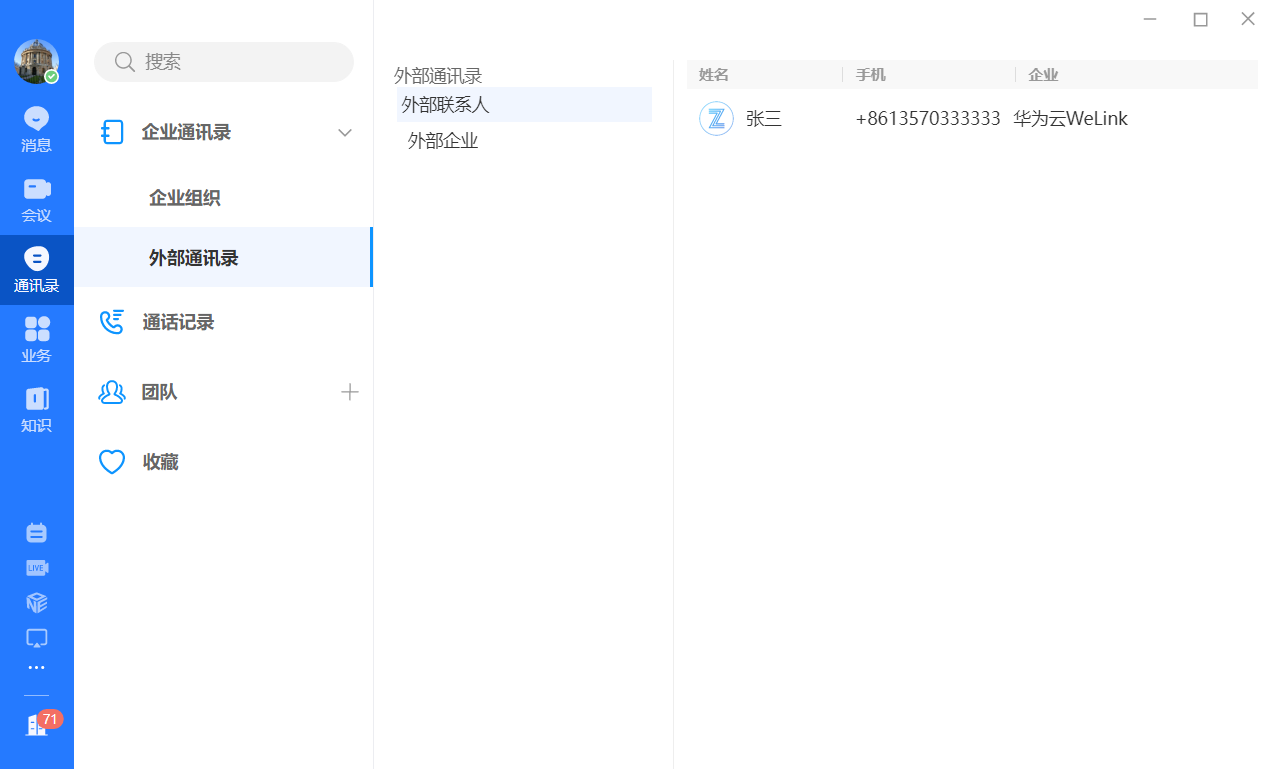 搜索
消息
会议
通讯录
业务
知识
LIVE
71
企业通讯录
企业组织
外部通讯录
通话记录
团队
收藏
外部通讯录
外部联系人
外部企业
姓名 手机 企业
张三 +8613570333333 华为云WeLink